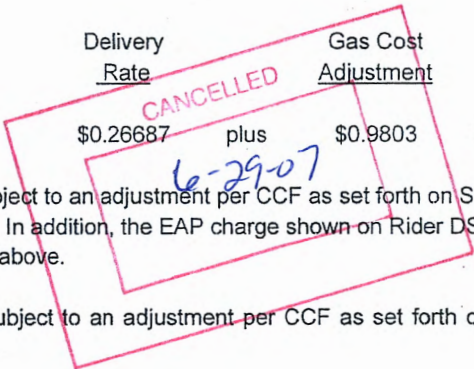 Delivery Gas Cost
Rate Adjustment
CANCELLED
$0.26687 plus $0.9803
6-29-07
ject to an adjustment per CCF as set forth on S
In addition, the EAP charge shown on Rider DS
above.
ubject to an adjustment per CCF as set forth o